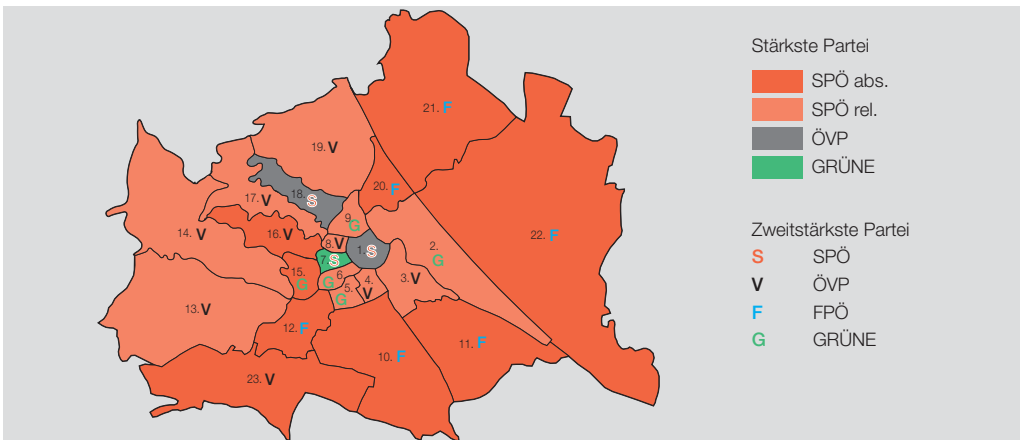 Stärkste Partei
SPÖ abs.
SPÖ rel.
ÖVP
GRÜNE
Zweitstärkste Partei
S SPÖ
V ÖVP
F FPÖ
G GRÜNE
21. F
19. V
20. F
18. S
17. V
9. G
16. V
14. V
8. V
1. S
2. G
22. F
7. S
15. G
6. G
5. G
4. V
3. V
13. V
12. F
11. F
10. F
23. V